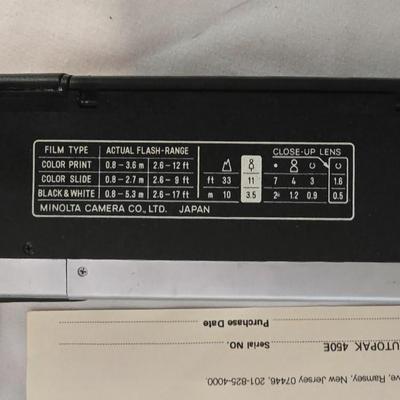 FILM TYPE ACTUAL FLASH-RANGE CLOSE-UP LENS
COLOR PRINT 0.8-3.6 m 2.6-12 ft
COLOR SLIDE 0.8-2.7 m 2.6-9 ft ft 33 11 7 4 3 1.6
BLACK & WHITE 0.8-5.3 m 2.6-17 ft m 10 3.5 2 1.2 0.9 0.5
MINOLTA CAMERA CO., LTD. JAPAN
ve, Ramsey, New Jersey 07446, 201-825-4000.
UTOPAK 450E Serial NO.
Purchase Date